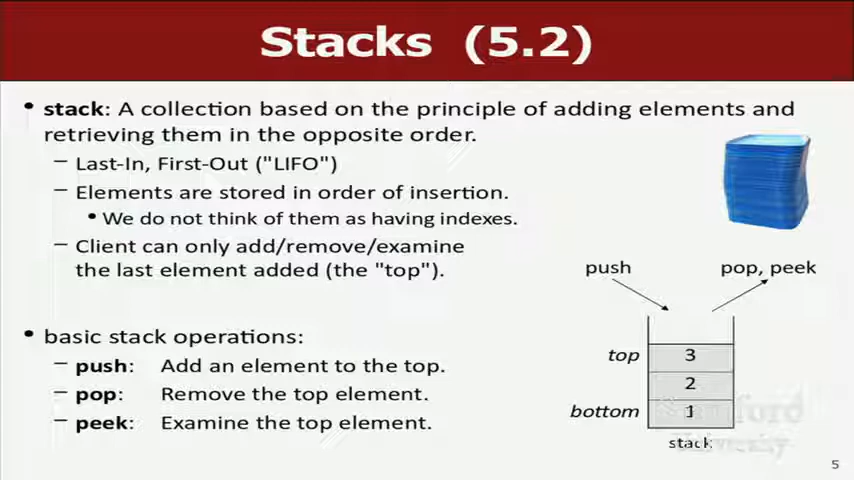 Stacks (5.2)
• stack: A collection based on the principle of adding elements and
retrieving them in the opposite order.
– Last-In, First-Out ("LIFO")
– Elements are stored in order of insertion.
• We do not think of them as having indexes.
– Client can only add/remove/examine
the last element added (the "top").
push
pop, peek
• basic stack operations:
– push: Add an element to the top.
– pop: Remove the top element.
– peek: Examine the top element.
top
3
2
bottom
1
stack
Stanford
University
5